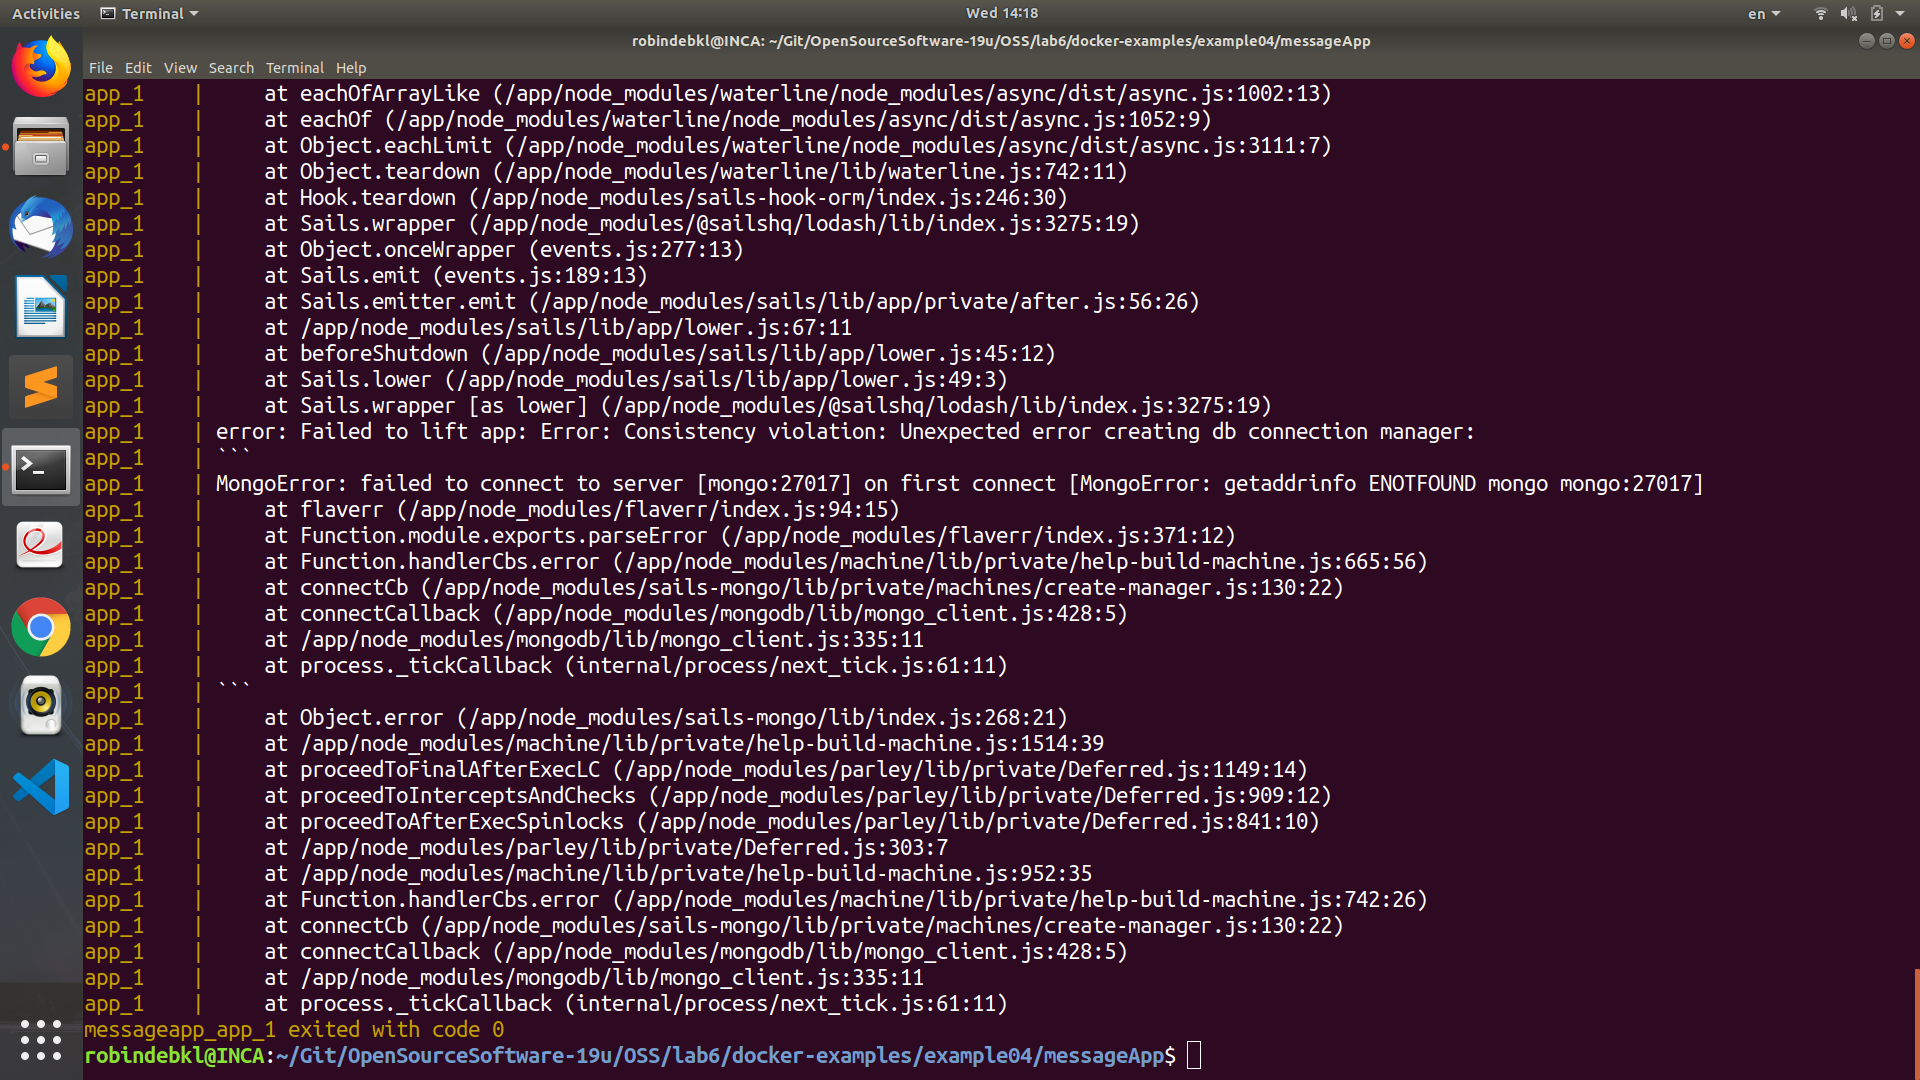 Activities
Terminal
Wed 14:18
en
robindebkl@INCA: ~/Git/OpenSourceSoftware-19u/OSS/lab6/docker-examples/example04/messageApp
File Edit View Search Terminal Help
app_1     |     at eachOfArrayLike (/app/node_modules/waterline/node_modules/async/dist/async.js:1002:13)
app_1     |     at eachOf (/app/node_modules/waterline/node_modules/async/dist/async.js:1052:9)
app_1     |     at Object.eachLimit (/app/node_modules/waterline/node_modules/async/dist/async.js:3111:7)
app_1     |     at Object.teardown (/app/node_modules/waterline/lib/waterline.js:742:11)
app_1     |     at Hook.teardown (/app/node_modules/sails-hook-orm/index.js:246:30)
app_1     |     at Sails.wrapper (/app/node_modules/@sailshq/lodash/lib/index.js:3275:19)
app_1     |     at Object.onceWrapper (events.js:277:13)
app_1     |     at Sails.emit (events.js:189:13)
app_1     |     at Sails.emitter.emit (/app/node_modules/sails/lib/app/private/after.js:56:26)
app_1     |     at /app/node_modules/sails/lib/app/lower.js:67:11
app_1     |     at beforeShutdown (/app/node_modules/sails/lib/app/lower.js:45:12)
app_1     |     at Sails.lower (/app/node_modules/sails/lib/app/lower.js:49:3)
app_1     |     at Sails.wrapper [as lower] (/app/node_modules/@sailshq/lodash/lib/index.js:3275:19)
app_1     | error: Failed to lift app: Error: Consistency violation: Unexpected error creating db connection manager:
app_1     | ```
app_1     | MongoError: failed to connect to server [mongo:27017] on first connect [MongoError: getaddrinfo ENOTFOUND mongo mongo:27017]
app_1     |     at flaverr (/app/node_modules/flaverr/index.js:94:15)
app_1     |     at Function.module.exports.parseError (/app/node_modules/flaverr/index.js:371:12)
app_1     |     at Function.handlerCbs.error (/app/node_modules/machine/lib/private/help-build-machine.js:665:56)
app_1     |     at connectCb (/app/node_modules/sails-mongo/lib/private/machines/create-manager.js:130:22)
app_1     |     at connectCallback (/app/node_modules/mongodb/lib/mongo_client.js:428:5)
app_1     |     at /app/node_modules/mongodb/lib/mongo_client.js:335:11
app_1     |     at process._tickCallback (internal/process/next_tick.js:61:11)
app_1     | ```
app_1     |     at Object.error (/app/node_modules/sails-mongo/lib/index.js:268:21)
app_1     |     at /app/node_modules/machine/lib/private/help-build-machine.js:1514:39
app_1     |     at proceedToFinalAfterExecLC (/app/node_modules/parley/lib/private/Deferred.js:1149:14)
app_1     |     at proceedToInterceptsAndChecks (/app/node_modules/parley/lib/private/Deferred.js:909:12)
app_1     |     at proceedToAfterExecSpinlocks (/app/node_modules/parley/lib/private/Deferred.js:841:10)
app_1     |     at /app/node_modules/parley/lib/private/Deferred.js:303:7
app_1     |     at /app/node_modules/machine/lib/private/help-build-machine.js:952:35
app_1     |     at Function.handlerCbs.error (/app/node_modules/machine/lib/private/help-build-machine.js:742:26)
app_1     |     at connectCb (/app/node_modules/sails-mongo/lib/private/machines/create-manager.js:130:22)
app_1     |     at connectCallback (/app/node_modules/mongodb/lib/mongo_client.js:428:5)
app_1     |     at /app/node_modules/mongodb/lib/mongo_client.js:335:11
app_1     |     at process._tickCallback (internal/process/next_tick.js:61:11)
messageapp_app_1 exited with code 0
robindebkl@INCA:~/Git/OpenSourceSoftware-19u/OSS/lab6/docker-examples/example04/messageApp$